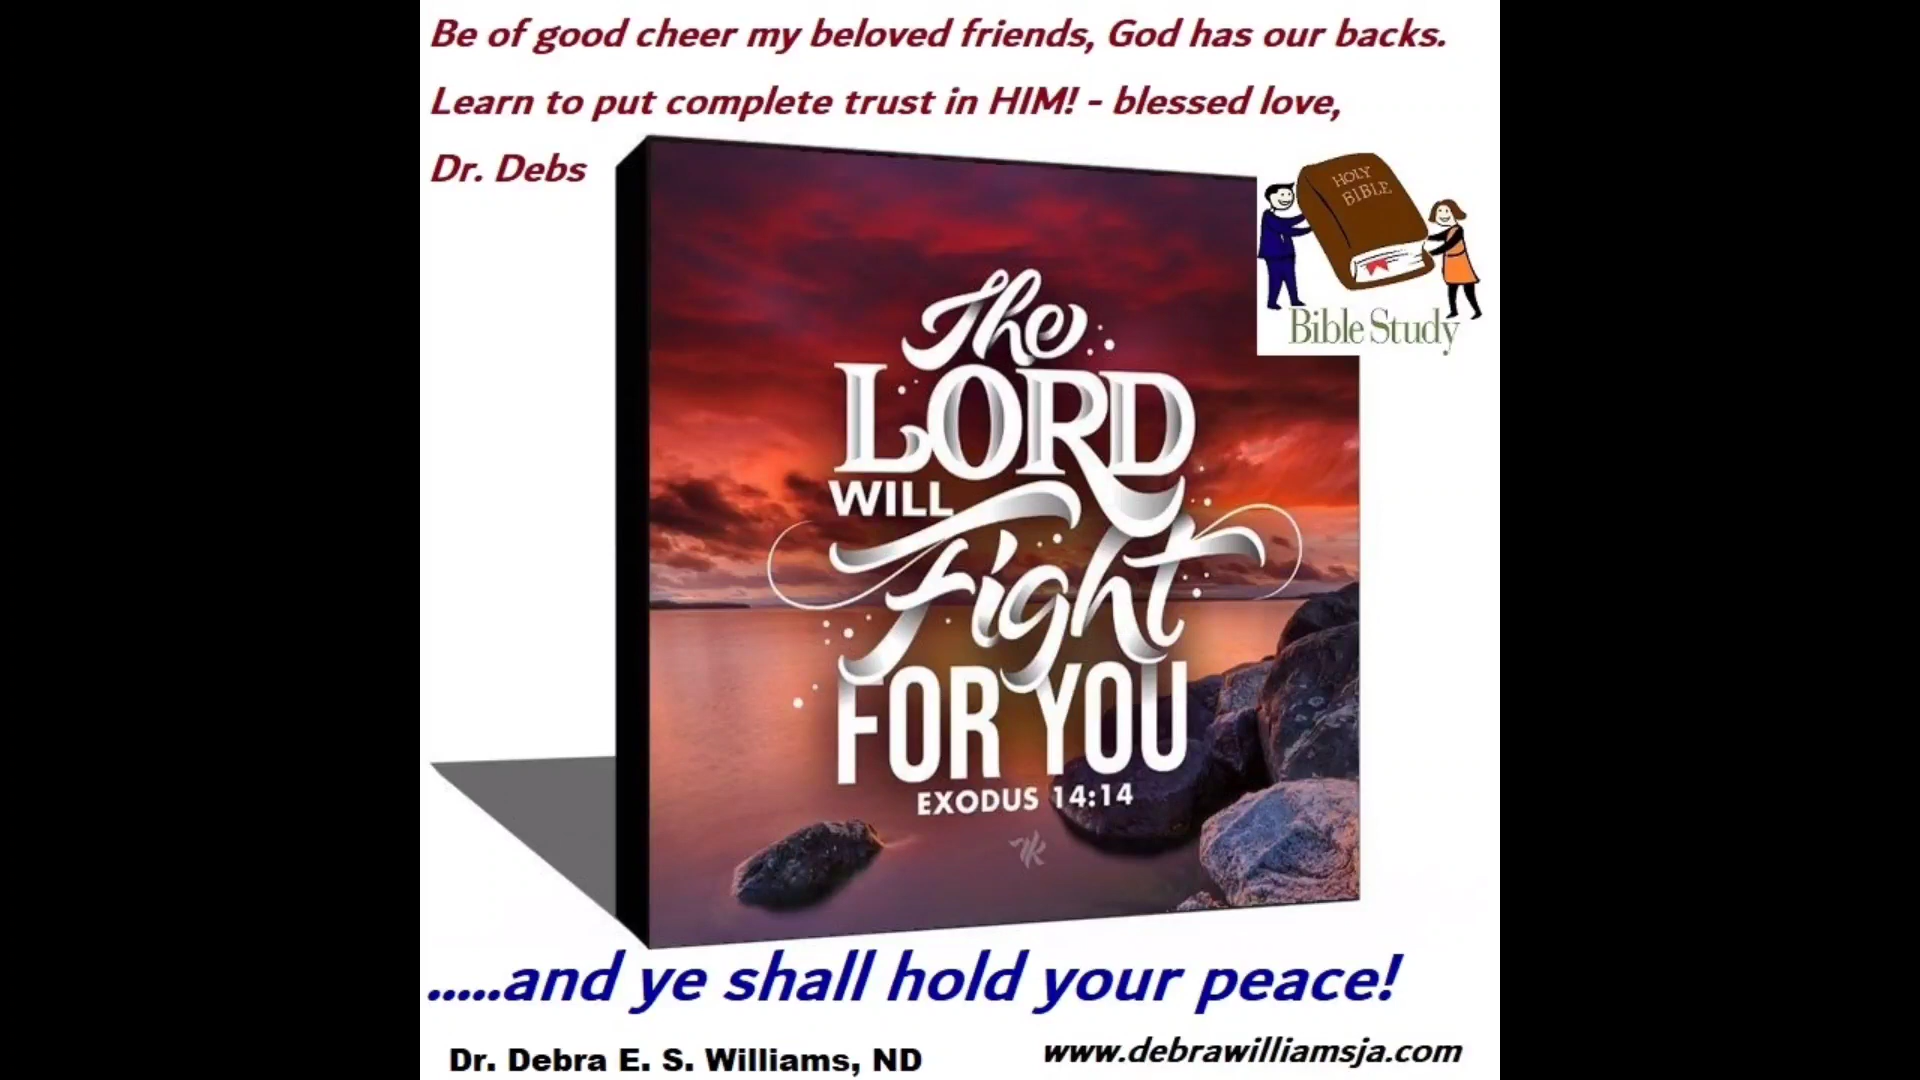 Be of good cheer my beloved friends, God has our backs.
Learn to put complete trust in HIM! - blessed love,
Dr. Debs
HOLY
BIBLE
Bible Study
The
LORD
WILL
Fight
FOR YOU
EXODUS 14:14
.....and ye shall hold your peace!
Dr. Debra E. S. Williams, ND
www.debrawilliamsja.com